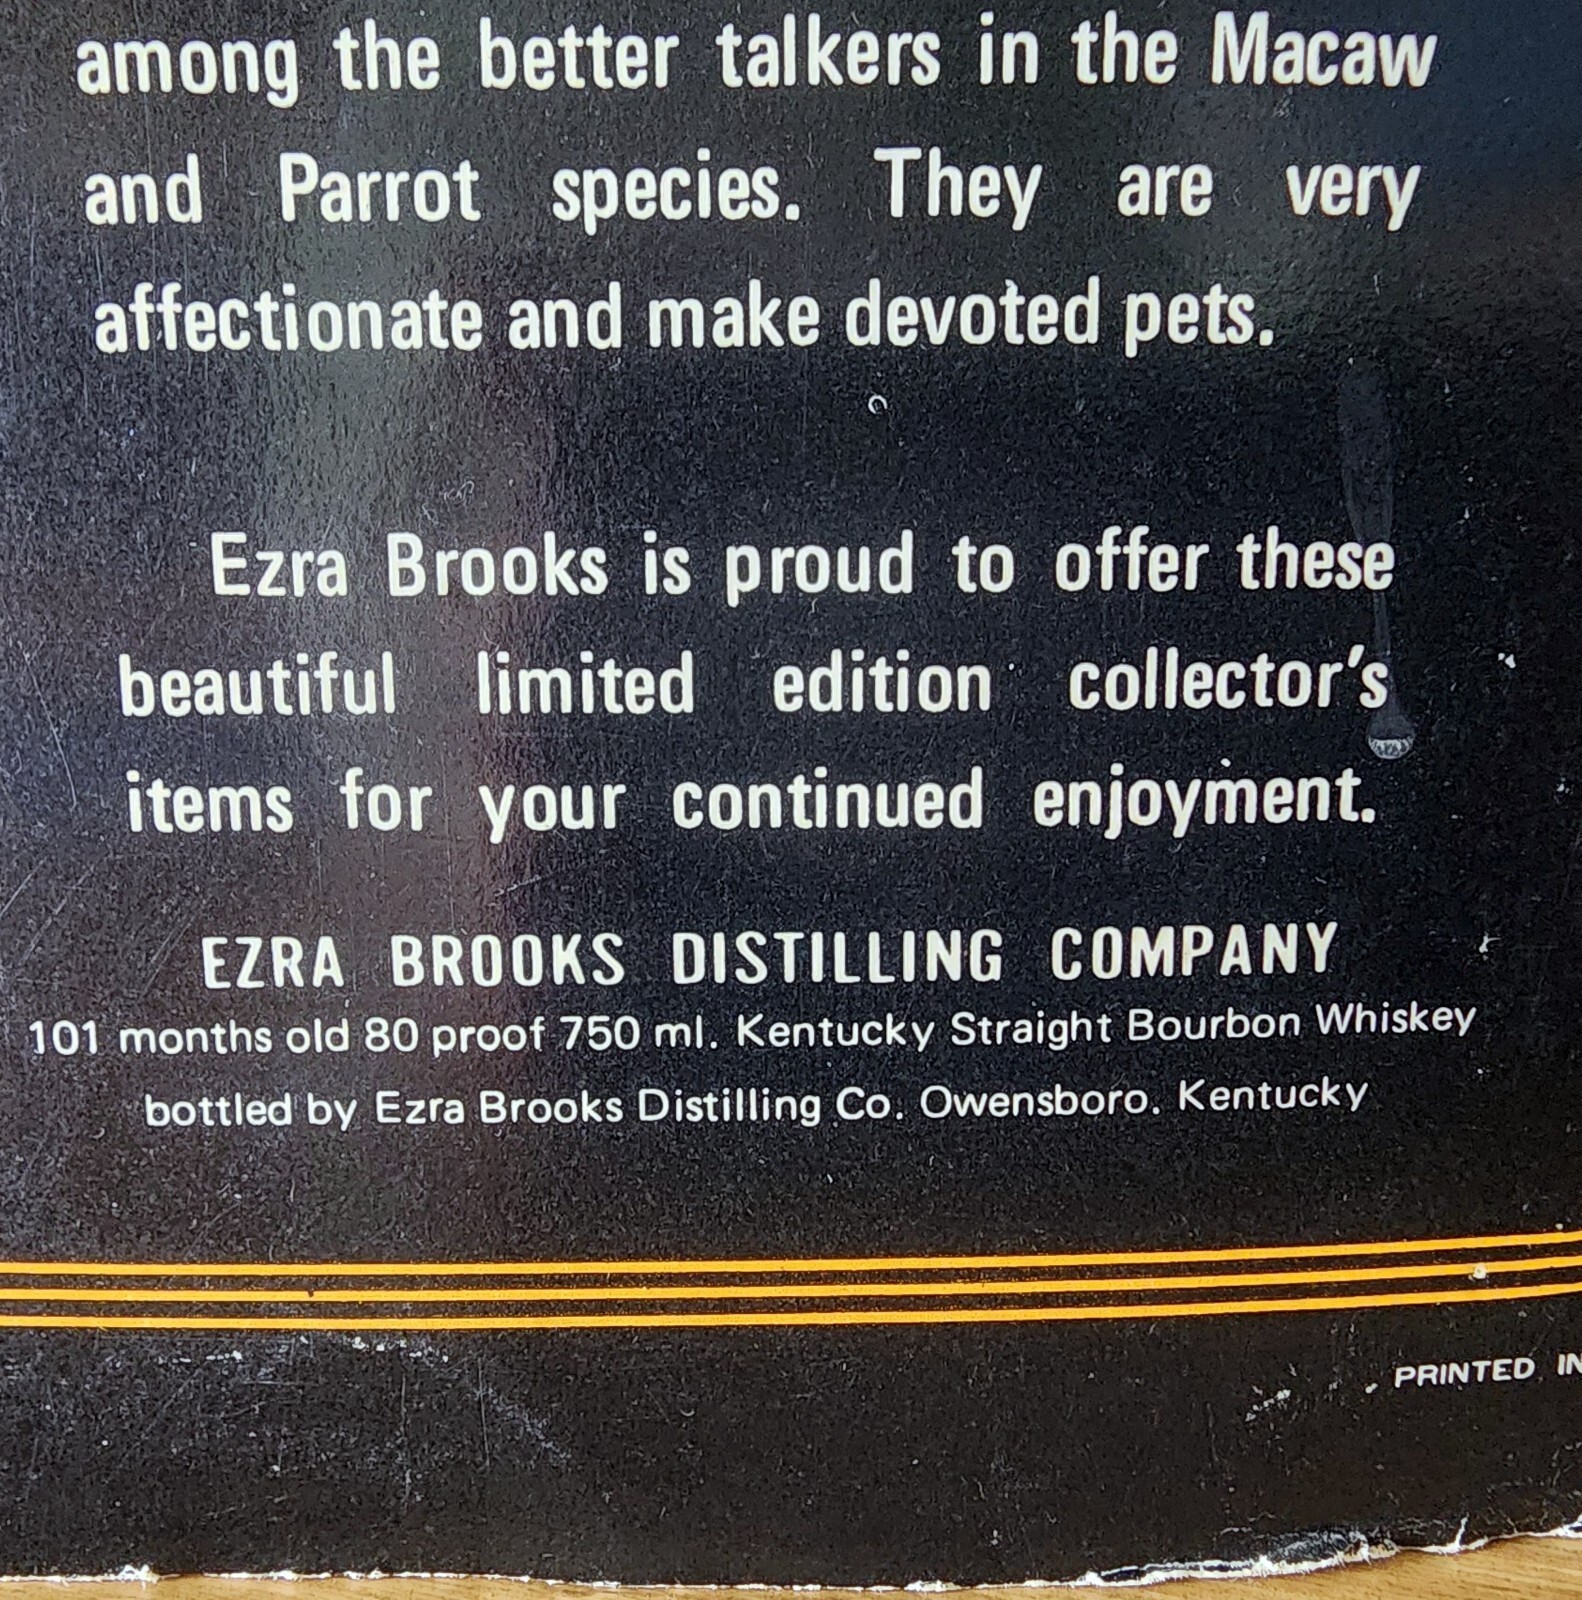 among the better talkers in the Macaw
and Parrot species. They are very
affectionate and make devoted pets.
Ezra Brooks is proud to offer these
beautiful limited edition collector's
items for your continued enjoyment.
EZRA BROOKS DISTILLING COMPANY
101 months old 80 proof 750 ml. Kentucky Straight Bourbon Whiskey
bottled by Ezra Brooks Distilling Co. Owensboro. Kentucky
PRINTED IN